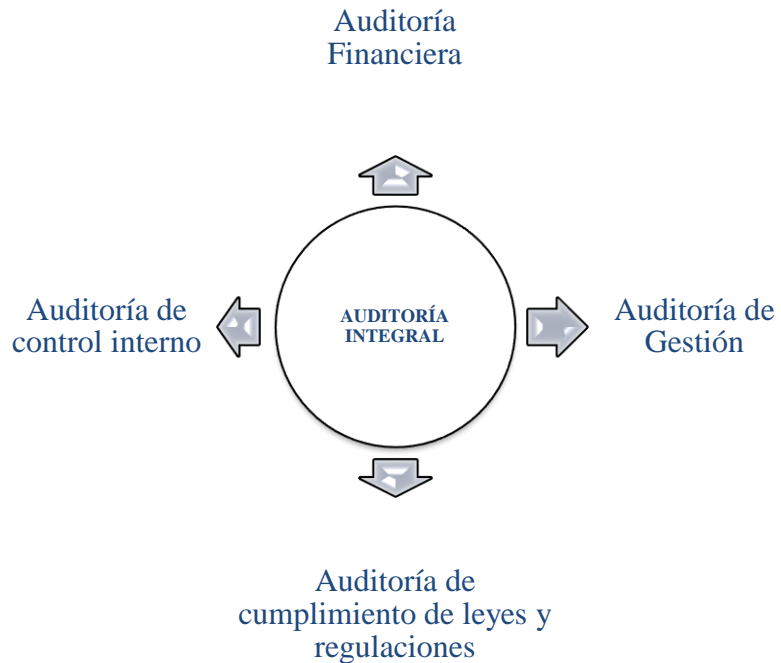 Auditoría
Financiera
Auditoría de
control interno
AUDITORÍA
INTEGRAL
Auditoría de
Gestión
Auditoría de
cumplimiento de leyes y
regulaciones